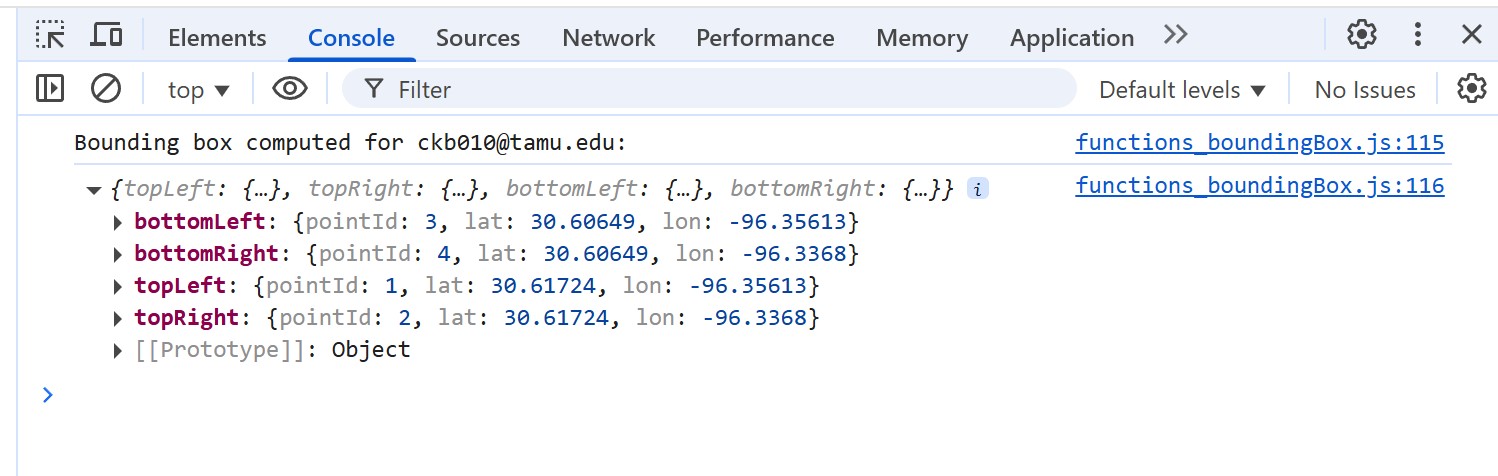 Elements Console Sources Network Performance Memory Application
top Filter Default levels No Issues
Bounding box computed for ckb010@tamu.edu: functions_boundingBox.js:115
{topLeft: {…}, topRight: {…}, bottomLeft: {…}, bottomRight: {…}} i functions_boundingBox.js:116
bottomLeft: {pointId: 3, lat: 30.60649, lon: -96.35613}
bottomRight: {pointId: 4, lat: 30.60649, lon: -96.3368}
topLeft: {pointId: 1, lat: 30.61724, lon: -96.35613}
topRight: {pointId: 2, lat: 30.61724, lon: -96.3368}
[[Prototype]]: Object